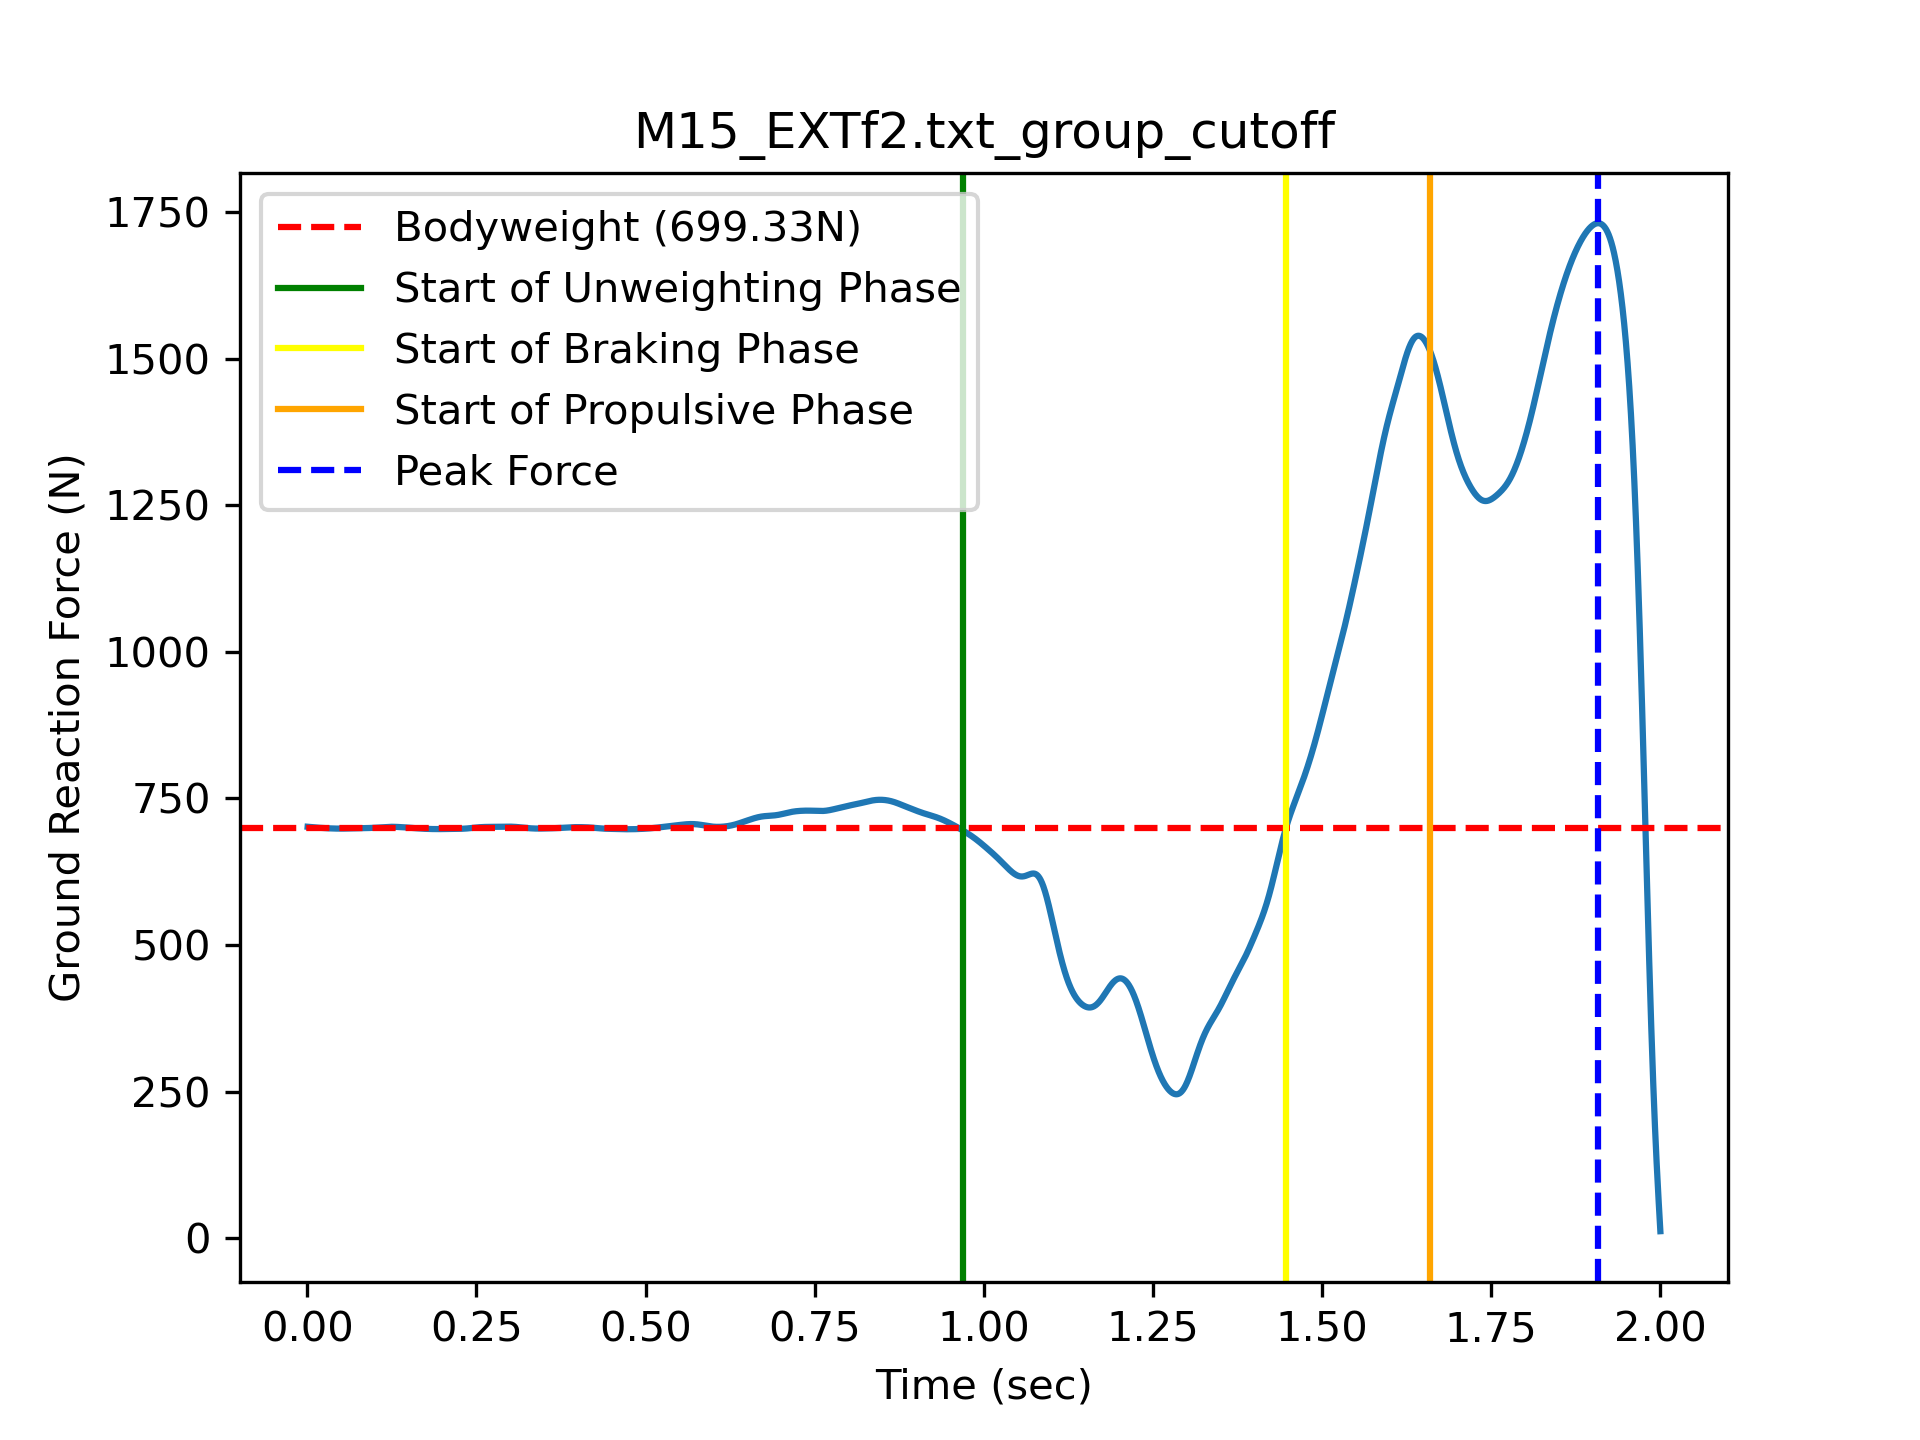 M15_EXTf2.txt_group_cutoff
Bodyweight (699.33N)
Start of Unweighting Phase
Start of Braking Phase
Start of Propulsive Phase
Peak Force
Ground Reaction Force (N)
1750
1500
1250
1000
750
500
250
0
0.00 0.25 0.50 0.75 1.00 1.25 1.50 1.75 2.00
Time (sec)